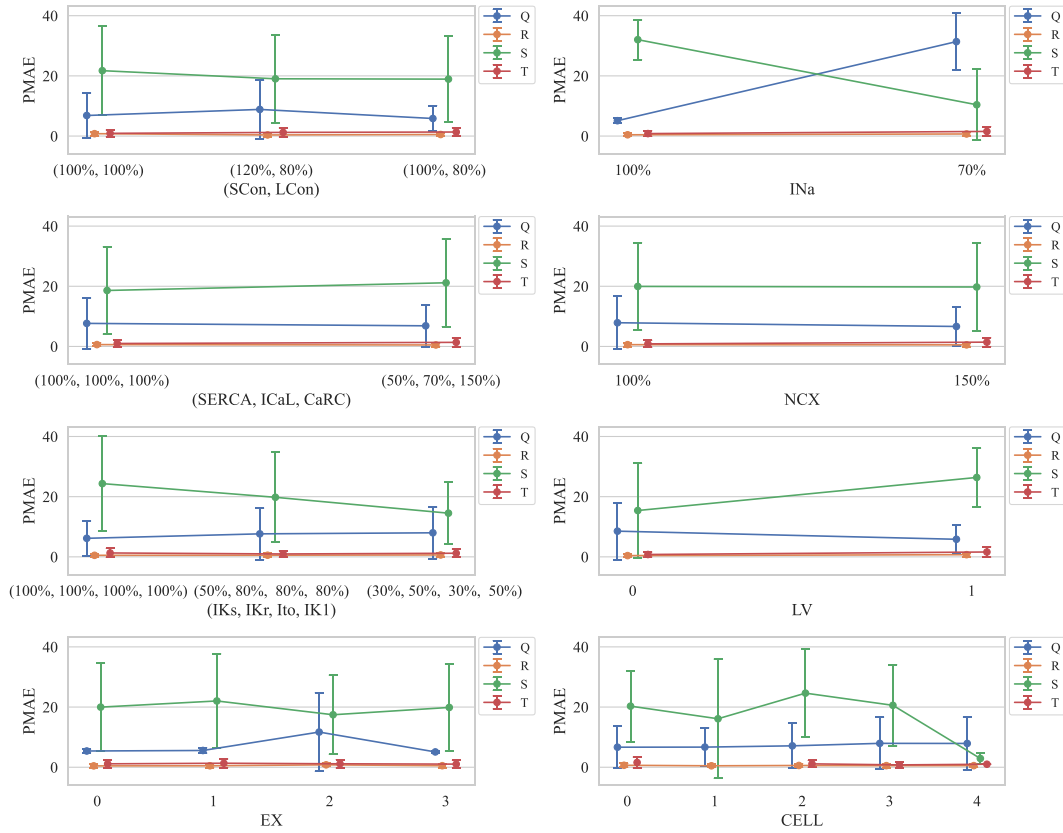 40
20
0
PMAE
(100%, 100%)
(120%, 80%)
(100%, 80%)
(SCon, LCon)
Q
R
S
T
40
20
0
PMAE
100%
70%
INa
Q
R
S
T
40
20
0
PMAE
(100%, 100%, 100%)
(50%, 70%, 150%)
(SERCA, ICaL, CaRC)
Q
R
S
T
40
20
0
PMAE
100%
150%
NCX
Q
R
S
T
40
20
0
PMAE
(100%, 100%, 100%, 100%)
(50%, 80%, 80%, 80%)
(30%, 50%, 30%, 50%)
(IKs, IKr, Ito, IK1)
Q
R
S
T
40
20
0
PMAE
0
1
LV
Q
R
S
T
40
20
0
PMAE
0
1
2
3
EX
Q
R
S
T
40
20
0
PMAE
0
1
2
3
4
CELL
Q
R
S
T